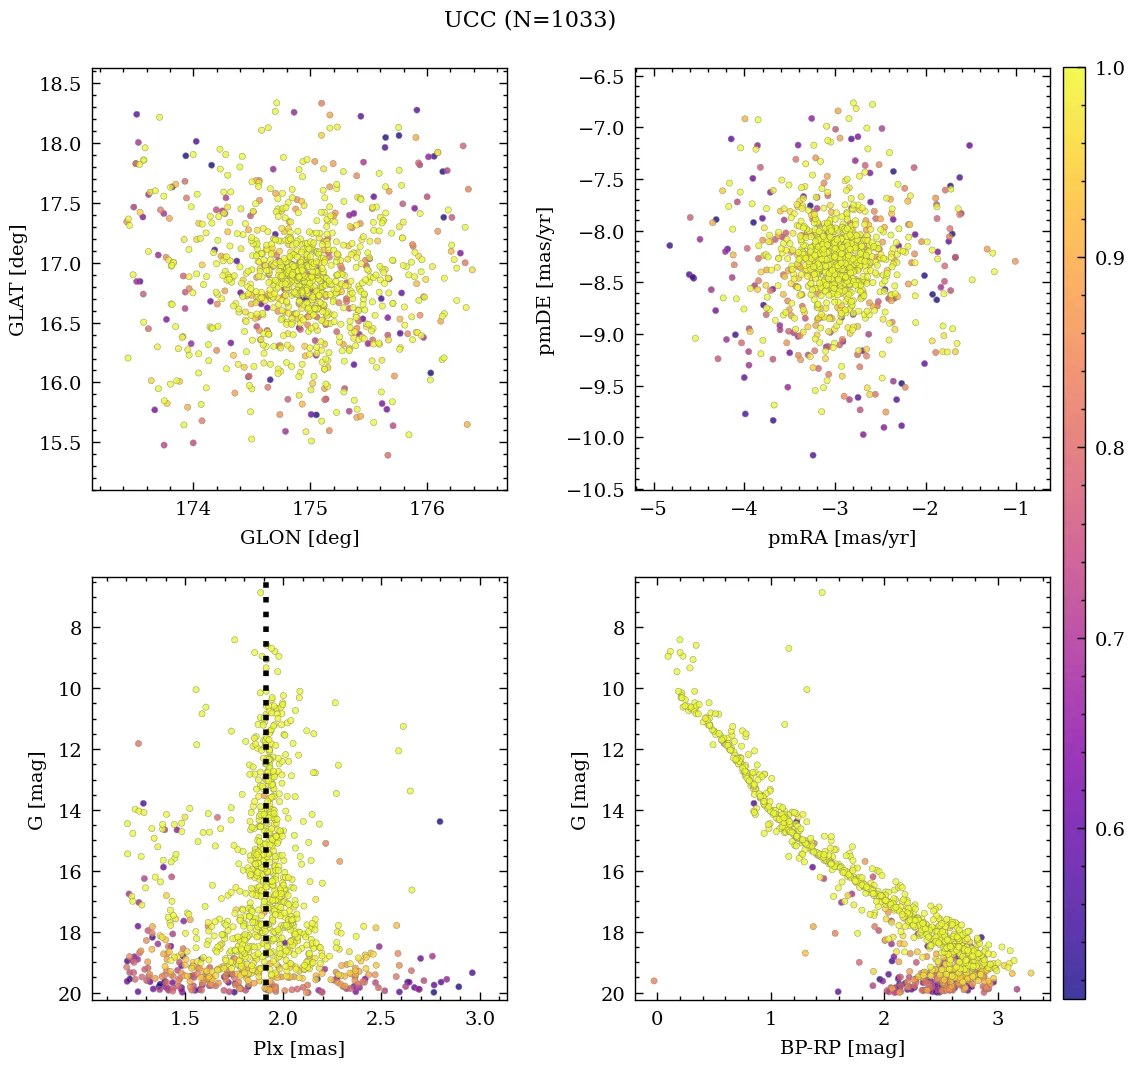 UCC (N=1033)
18.5
18.0
17.5
17.0
16.5
16.0
15.5
174 175 176
GLAT [deg]
GLON [deg]
−6.5
−7.0
−7.5
−8.0
−8.5
−9.0
−9.5
−10.0
−10.5
−5 −4 −3 −2 −1
pmDE [mas/yr]
pmRA [mas/yr]
8
10
12
14
16
18
20
1.5 2.0 2.5 3.0
G [mag]
Plx [mas]
8
10
12
14
16
18
20
0 1 2 3
G [mag]
BP-RP [mag]
1.0
0.9
0.8
0.7
0.6